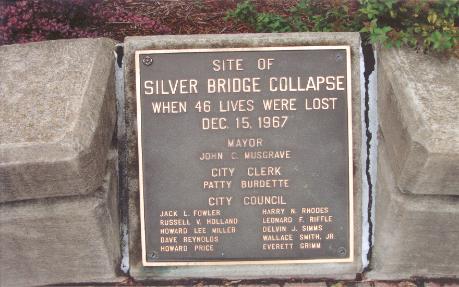 SITE OF
SILVER BRIDGE COLLAPSE
WHEN 46 LIVES WERE LOST
DEC. 15, 1967
MAYOR
JOHN C. MUSGRAVE
CITY CLERK
PATTY BURDETTE
CITY COUNCIL
JACK L. FOWLER
RUSSELL V. HOLLAND
HOWARD LEE MILLER
DAVE REYNOLDS
HOWARD PRICE
HARRY N. RHODES
LEONARD F. RIFFLE
DELVIN J. SIMMS
WALLACE SMITH, JR.
EVERETT GRIMM